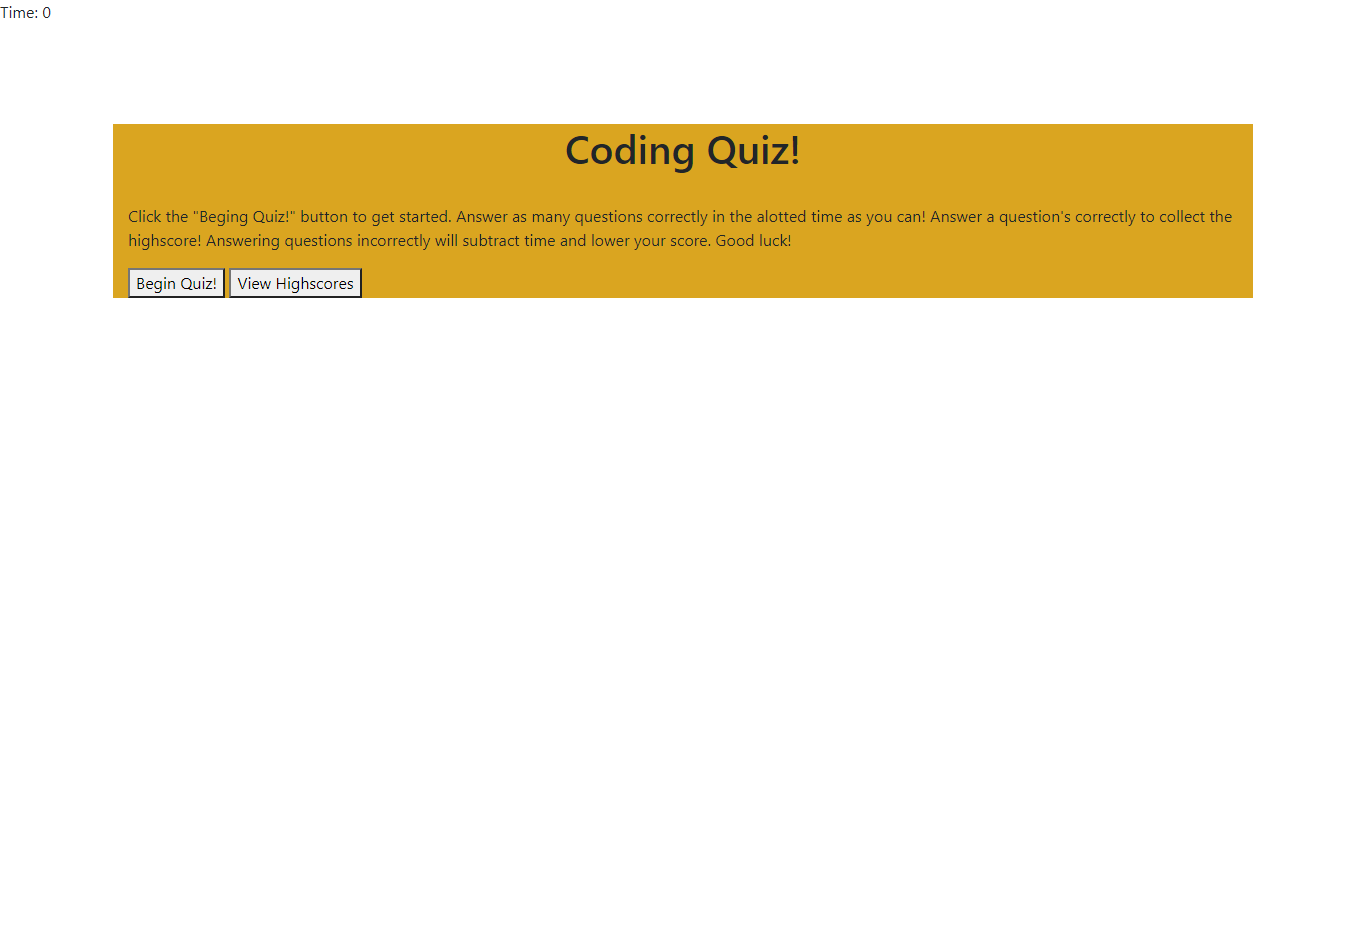 Time: 0
Coding Quiz!
Click the "Beging Quiz!" button to get started. Answer as many questions correctly in the alotted time as you can! Answer a question's correctly to collect the
highscore! Answering questions incorrectly will subtract time and lower your score. Good luck!
Begin Quiz! View Highscores